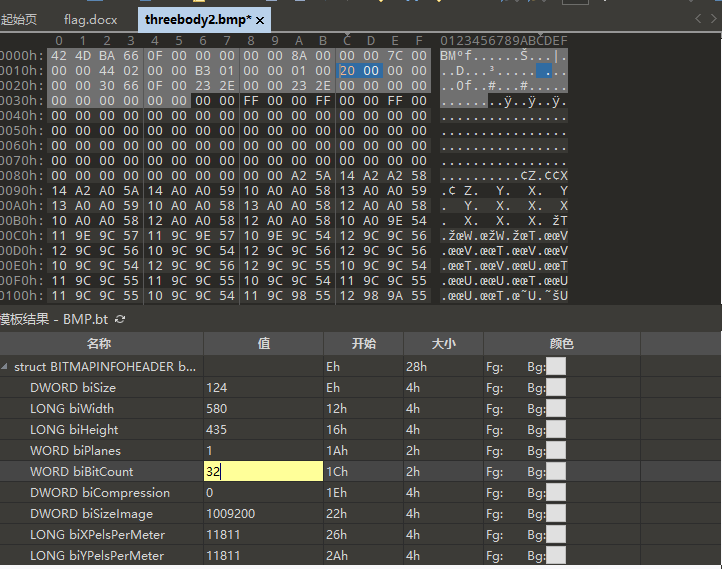 起始页 flag.docx threebody2.bmp* ×
0 1 2 3 4 5 6 7 8 9 A B C D E F 0123456789ABCDEF
0000h: 42 4D BA 66 0F 00 00 00 00 00 8A 00 00 00 7C 00 BMºf......Š...|.
0010h: 00 00 44 02 00 00 B3 01 00 00 01 00 20 00 00 00 ..D...³..... ...
0020h: 00 00 30 66 0F 00 23 2E 00 00 23 2E 00 00 00 00 ..0f..#...#.....
0030h: 00 00 00 00 00 00 00 00 FF 00 00 FF 00 00 FF 00 ........ÿ..ÿ..ÿ.
0040h: 00 00 00 00 00 00 00 00 00 00 00 00 00 00 00 00 ................
0050h: 00 00 00 00 00 00 00 00 00 00 00 00 00 00 00 00 ................
0060h: 00 00 00 00 00 00 00 00 00 00 00 00 00 00 00 00 ................
0070h: 00 00 00 00 00 00 00 00 00 00 00 00 00 00 00 00 ................
0080h: 00 00 00 00 00 00 00 00 00 00 A2 5A 14 A2 A2 58 ..........¢Z.¢¢X
0090h: 14 A2 A0 5A 14 A0 A0 59 10 A0 A0 58 13 A0 A0 59 .¢ Z.  Y.  X.  Y
00A0h: 13 A0 A0 59 10 A0 A0 58 13 A0 A0 58 12 A0 A0 59 .  Y.  X.  X.  Y
00B0h: 10 A0 A0 58 12 A0 A0 58 12 A0 A0 58 10 A0 9E 54 .  X.  X.  X. žT
00C0h: 11 9E 9C 57 11 9E 9C 57 10 9E 9E 54 12 9C 9C 56 .žœW.žœW.žžT.œœV
00D0h: 12 9C 9C 56 10 9C 9C 54 12 9C 9C 56 12 9C 9C 56 .œœV.œœT.œœV.œœV
00E0h: 10 9C 9C 54 12 9C 9C 56 12 9C 9C 55 10 9C 9C 54 .œœT.œœV.œœU.œœT
00F0h: 11 9C 9C 55 11 9C 9C 55 10 9C 9C 54 11 9C 9C 55 .œœU.œœU.œœT.œœU
0100h: 11 9C 9C 55 10 9C 9C 54 11 9C 98 55 12 98 9A 55 .œœU.œœT.œ˜U.˜šU
模板结果 - BMP.bt
名称 值 开始 大小 颜色
struct BITMAPINFOHEADER b... Eh 28h Fg: Bg:
DWORD biSize 124 Eh 4h Fg: Bg:
LONG biWidth 580 12h 4h Fg: Bg:
LONG biHeight 435 16h 4h Fg: Bg:
WORD biPlanes 1 1Ah 2h Fg: Bg:
WORD biBitCount 32 1Ch 2h Fg: Bg:
DWORD biCompression 0 1Eh 4h Fg: Bg:
DWORD biSizeImage 1009200 22h 4h Fg: Bg:
LONG biXPelsPerMeter 11811 26h 4h Fg: Bg:
LONG biYPelsPerMeter 11811 2Ah 4h Fg: Bg: